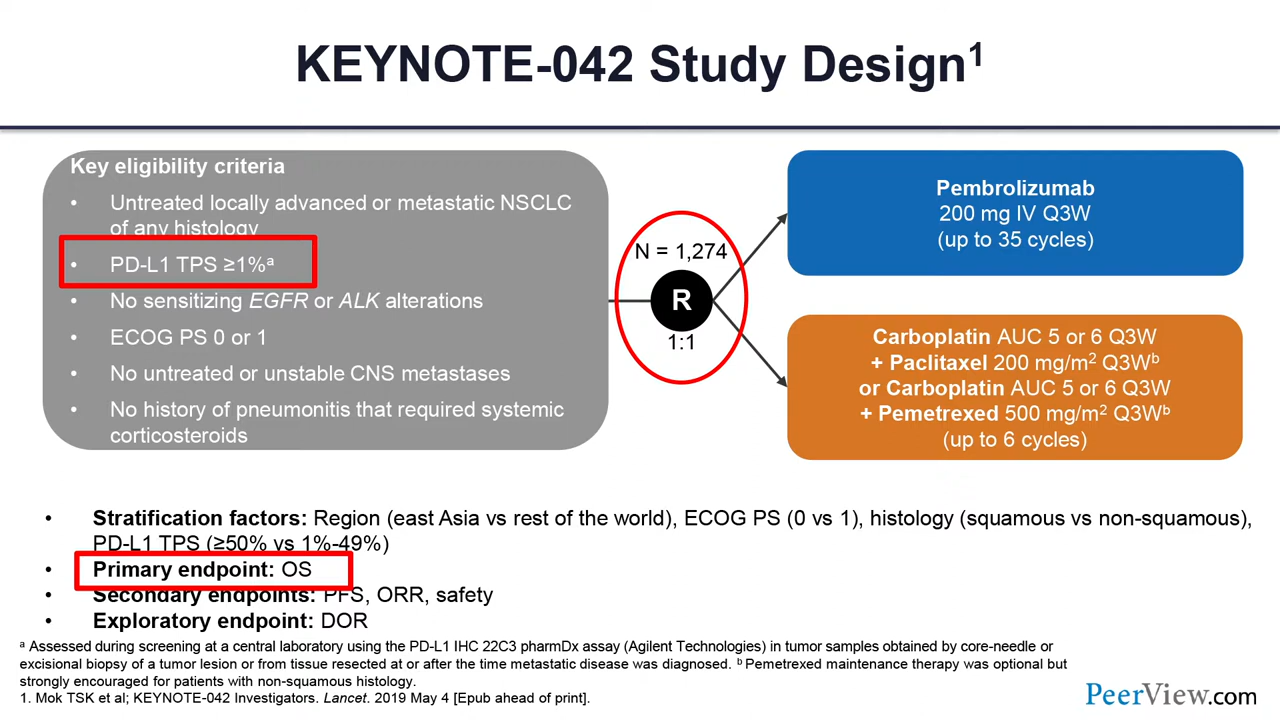 KEYNOTE-042 Study Design1
Key eligibility criteria
• Untreated locally advanced or metastatic NSCLC
of any histology
• PD-L1 TPS ≥1%a
• No sensitizing EGFR or ALK alterations
• ECOG PS 0 or 1
• No untreated or unstable CNS metastases
• No history of pneumonitis that required systemic
corticosteroids
N = 1,274
R
1:1
Pembrolizumab
200 mg IV Q3W
(up to 35 cycles)
Carboplatin AUC 5 or 6 Q3W
+ Paclitaxel 200 mg/m2 Q3Wb
or Carboplatin AUC 5 or 6 Q3W
+ Pemetrexed 500 mg/m2 Q3Wb
(up to 6 cycles)
• Stratification factors: Region (east Asia vs rest of the world), ECOG PS (0 vs 1), histology (squamous vs non-squamous),
PD-L1 TPS (≥50% vs 1%-49%)
• Primary endpoint: OS
• Secondary endpoints: PFS, ORR, safety
• Exploratory endpoint: DOR
a Assessed during screening at a central laboratory using the PD-L1 IHC 22C3 pharmDx assay (Agilent Technologies) in tumor samples obtained by core-needle or
excisional biopsy of a tumor lesion or from tissue resected at or after the time metastatic disease was diagnosed. b Pemetrexed maintenance therapy was optional but
strongly encouraged for patients with non-squamous histology.
1. Mok TSK et al; KEYNOTE-042 Investigators. Lancet. 2019 May 4 [Epub ahead of print].
PeerView.com